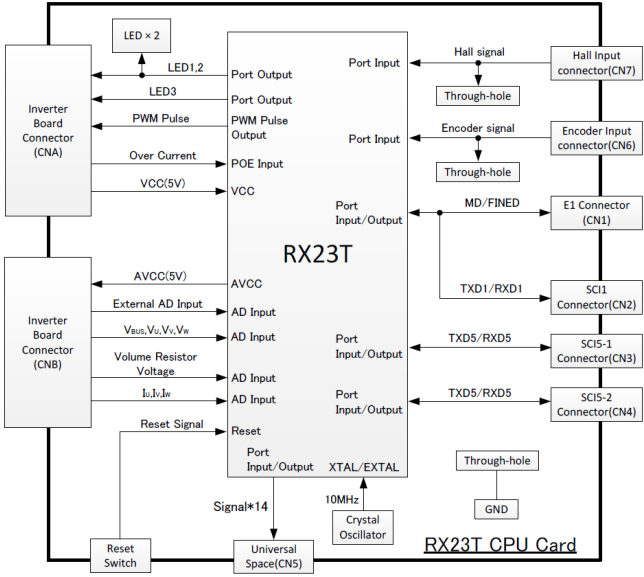 LED × 2
LED1,2
LED3
PWM Pulse
Over Current
VCC(5V)
Inverter
Board
Connector
(CNA)
Port Output
Port Output
PWM Pulse
Output
POE Input
VCC
Port Input
Port Input
Port
Input/Output
RX23T
Hall signal
Through-hole
Hall Input
connector(CN7)
Encoder signal
Through-hole
Encoder Input
connector(CN6)
MD/FINED
E1 Connector
(CN1)
TXD1/RXD1
SCI1
Connector(CN2)
Inverter
Board
Connector
(CNB)
AVCC(5V)
External AD Input
VBUS,VU,VV,VW
Volume Resistor
Voltage
IU,IV,IW
Reset Signal
AVCC
AD Input
AD Input
AD Input
AD Input
Reset
Port
Input/Output
TXD5/RXD5
SCI5-1
Connector(CN3)
Port
Input/Output
TXD5/RXD5
SCI5-2
Connector(CN4)
Port
Input/Output
XTAL/EXTAL
Signal*14
10MHz
Crystal
Oscillator
Through-hole
GND
Reset
Switch
Universal
Space(CN5)
RX23T CPU Card